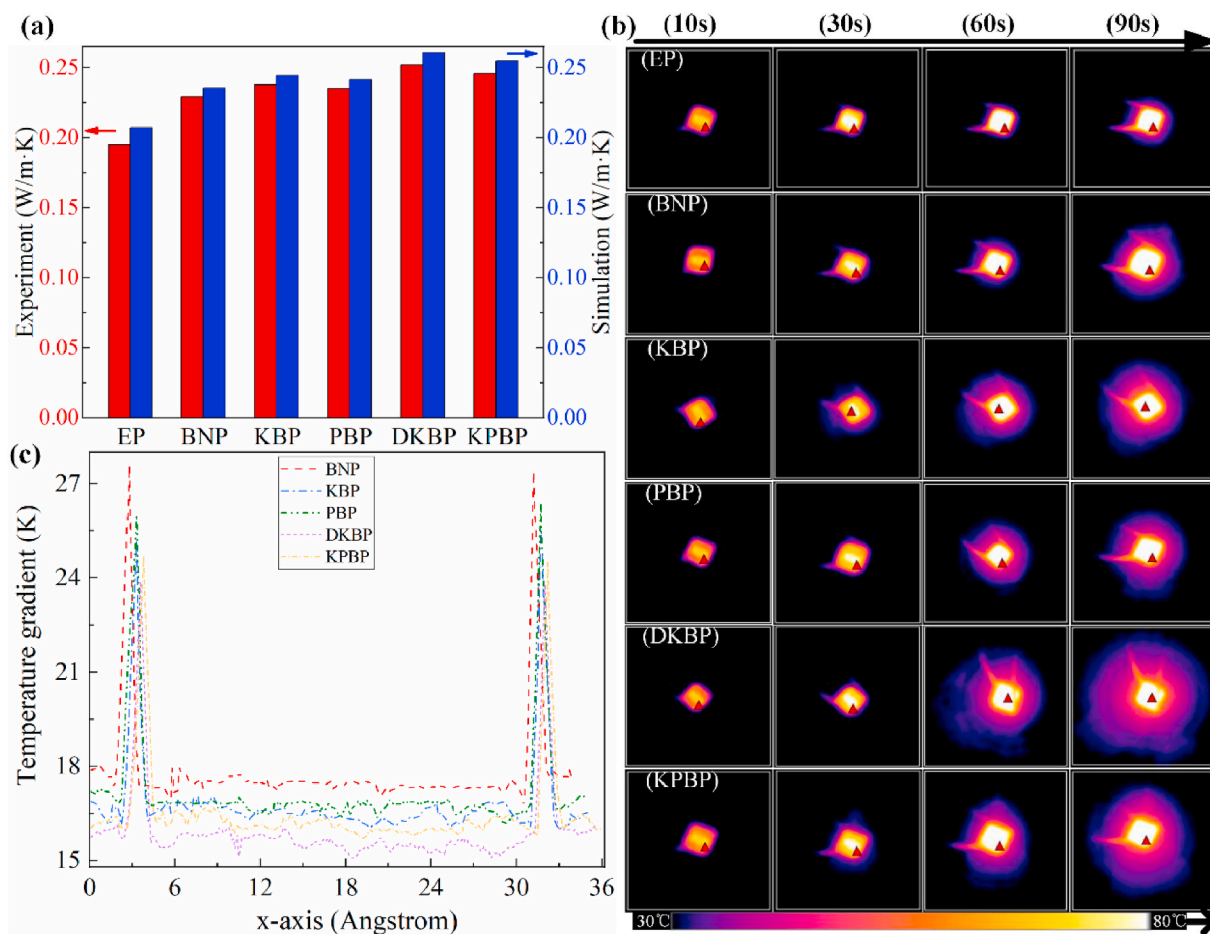 (a)
Experiment (W/m·K)
0.25
0.20
0.15
0.10
0.05
0.00
EP BNP KBP PBP DKBP KPBP
0.25
0.20
0.15
0.10
0.05
0.00
Simulation (W/m·K)
(b) (10s) (30s) (60s) (90s)
(EP)
(BNP)
(KBP)
(PBP)
(DKBP)
(KPBP)
30℃ 80℃
(c)
Temperature gradient (K)
27
24
21
18
15
BNP
KBP
PBP
DKBP
KPBP
0 6 12 18 24 30 36
x-axis (Angstrom)